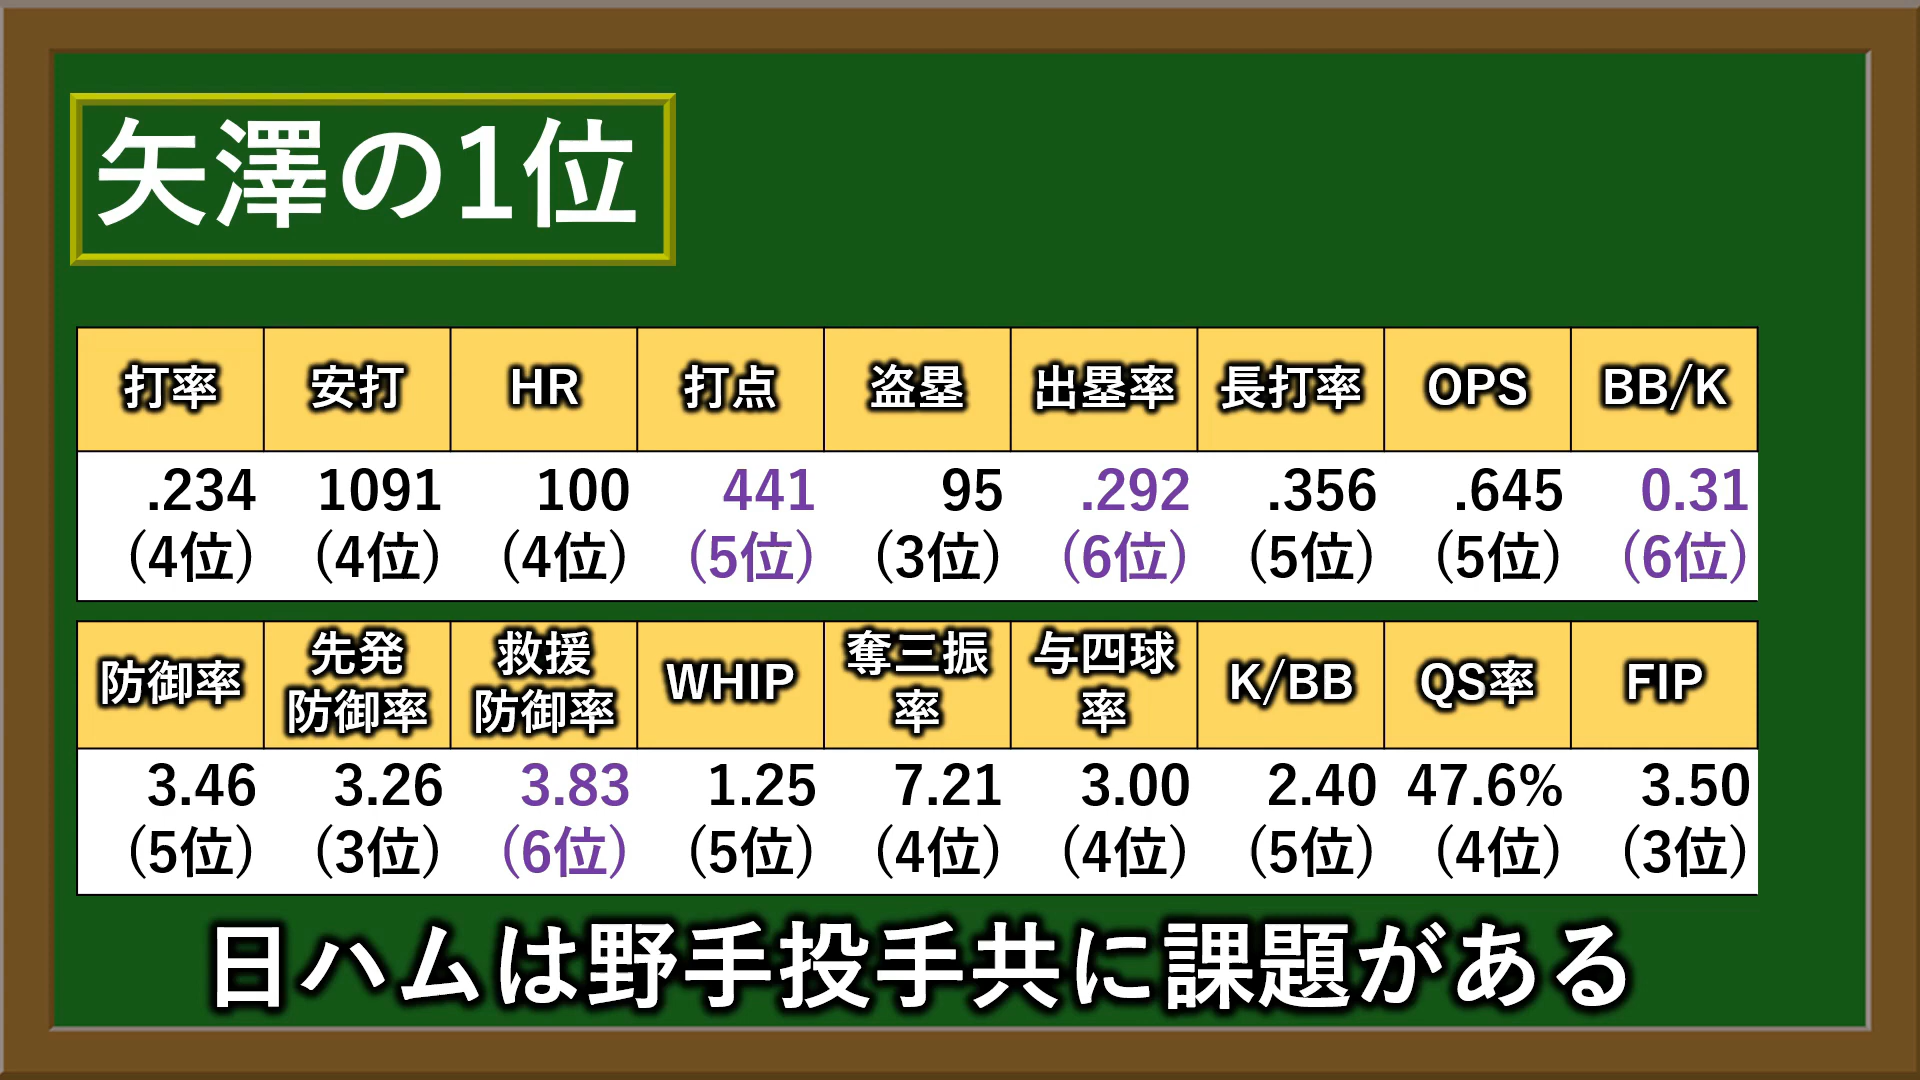 矢澤の1位
打率 安打 HR 打点 盗塁 出塁率 長打率 OPS BB/K
.234 1091 100 441 95 .292 .356 .645 0.31
(4位) (4位) (4位) (5位) (3位) (6位) (5位) (5位) (6位)
防御率 先発防御率 救援防御率 WHIP 奪三振率 与四球率 K/BB QS率 FIP
3.46 3.26 3.83 1.25 7.21 3.00 2.40 47.6% 3.50
(5位) (3位) (6位) (5位) (4位) (4位) (5位) (4位) (3位)
日ハムは野手投手共に課題がある